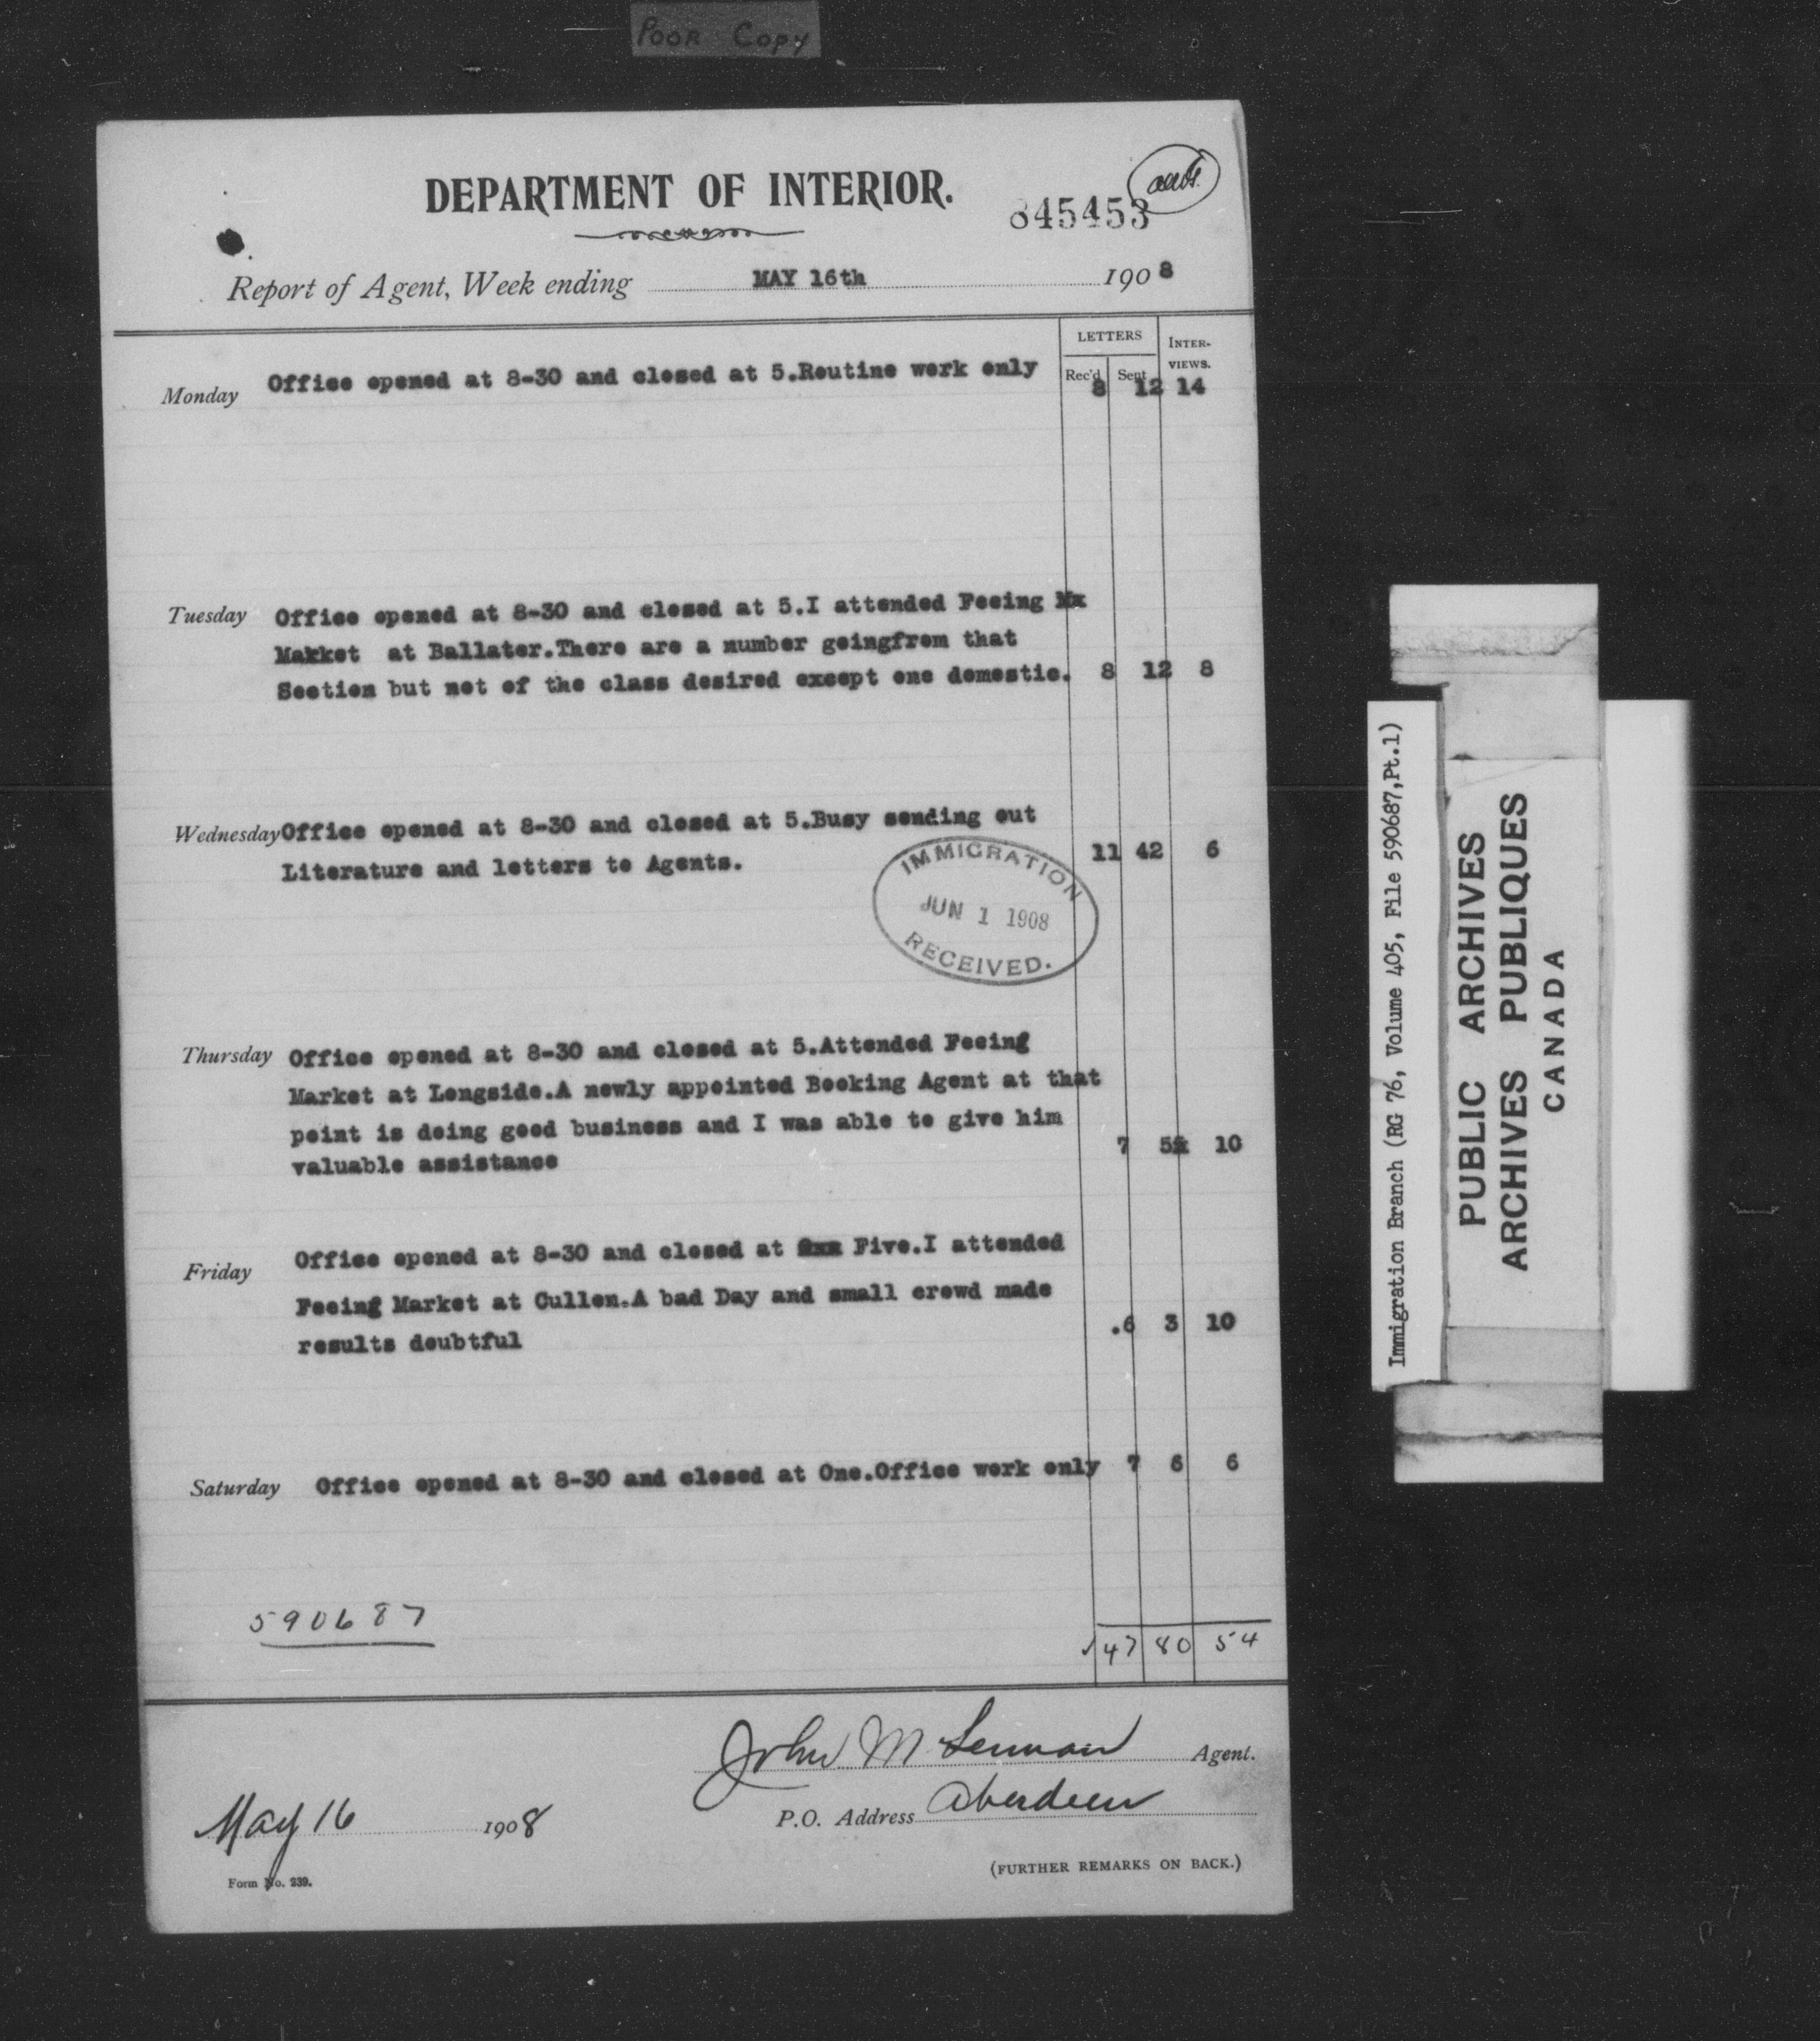 POOR COPY
DEPARTMENT OF INTERIOR.
845453
Report of Agent, Week ending MAY 16th 1908
LETTERS INTER-
VIEWS.
Rec'd Sent
Monday Office opened at 8-30 and closed at 5.Routine work only 8 12 14
Tuesday Office opened at 8-30 and closed at 5.I attended Feeing Mx
Market at Ballater.There are a number goingfrom that
Section but not of the class desired except one domestic. 8 12 8
Wednesday Office opened at 8-30 and closed at 5.Busy sending out
Literature and letters to Agents. 11 42 6
IMMIGRATION
JUN 1 1908
RECEIVED.
Thursday Office opened at 8-30 and closed at 5.Attended Feeing
Market at Longside.A newly appointed Booking Agent at that
point is doing good business and I was able to give him
valuable assistance 7 5 10
Friday Office opened at 8-30 and closed at Five.I attended
Feeing Market at Cullen.A bad Day and small crowd made
results doubtful .6 3 10
Saturday Office opened at 8-30 and closed at One.Office work only 7 6 6
590687
47 80 54
John McLennan Agent.
P.O. Address Aberdeen
May 16 1908
(FURTHER REMARKS ON BACK.)
Form No. 239.
Immigration Branch (RG 76, Volume 405, File 590687,Pt.1)
PUBLIC ARCHIVES
ARCHIVES PUBLIQUES
CANADA